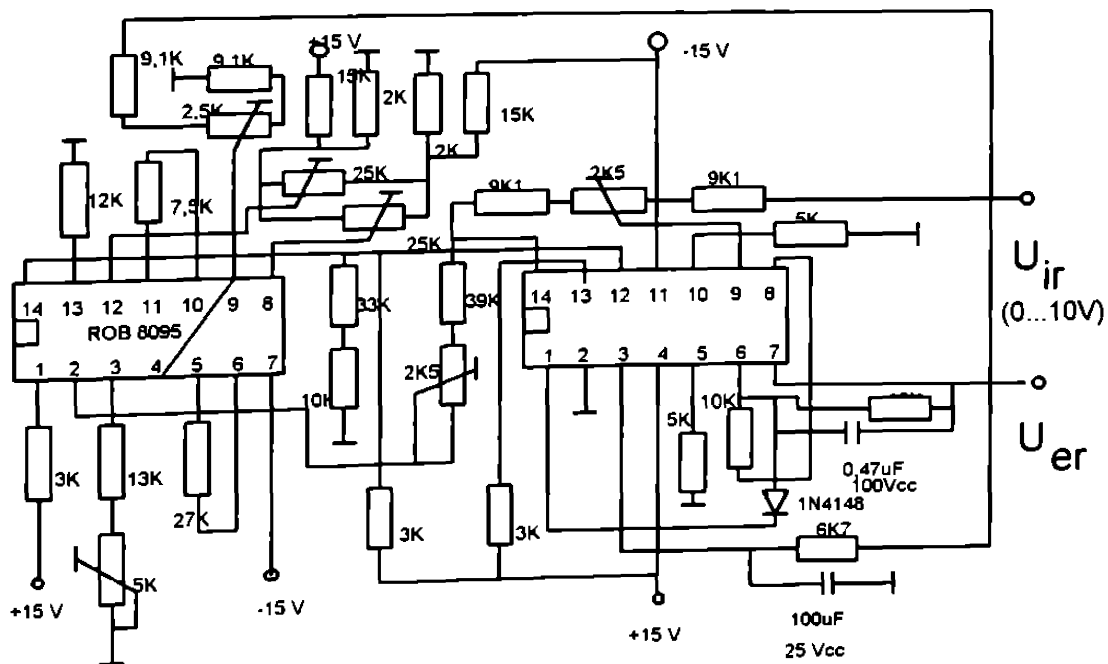 +15 V
-15 V
9,1K
9,1K
15K
2K
15K
2,5K
2K
12K
7,5K
25K
9K1
2K5
9K1
5K
25K
U ir
(0...10V)
14 13 12 11 10 9 8
ROB 8095
1 2 3 4 5 6 7
33K
39K
14 13 12 11 10 9 8
1 2 3 4 5 6 7
10K
2K5
5K
10K
U er
3K
13K
27K
0,47uF
100Vcc
1N4148
3K
3K
6K7
5K
+15 V
-15 V
+15 V
100uF
25 Vcc